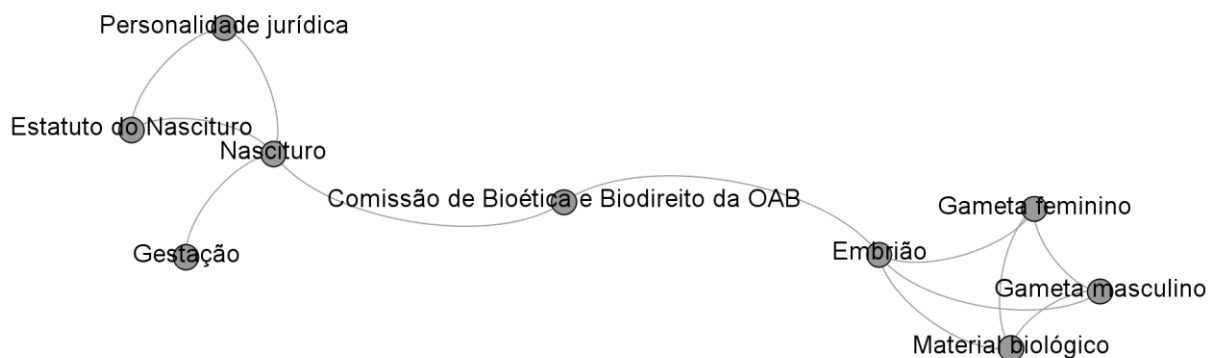 Personalidade jurídica
Estatuto do Nascituro
Nascituro
Comissão de Bioética e Biodireito da OAB
Gameta feminino
Gestação
Embrião
Gameta masculino
Material biológico